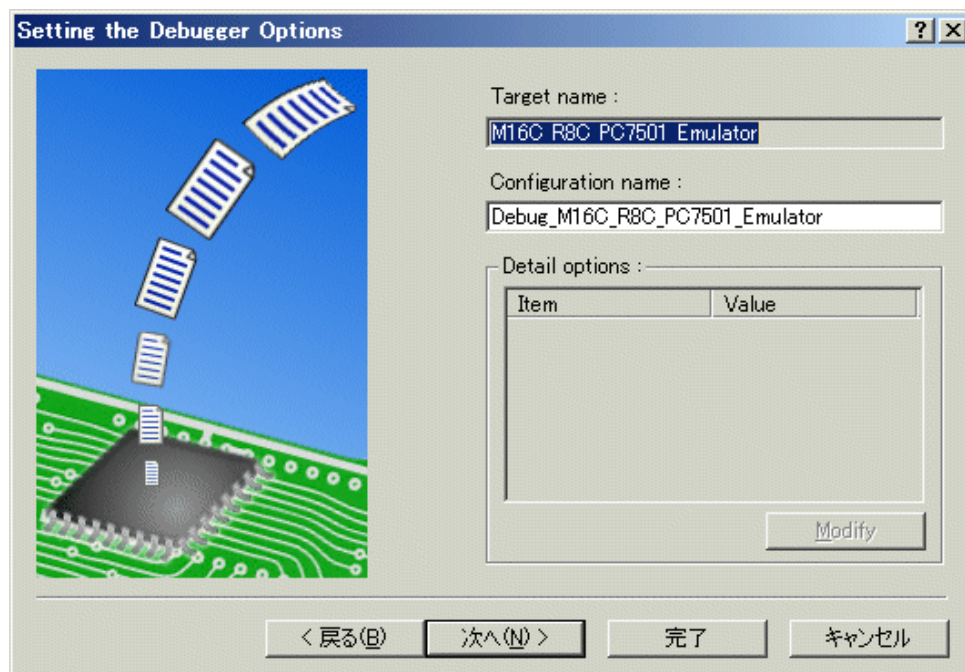 Setting the Debugger Options
Target name :
M16C R8C PC7501 Emulator
Configuration name :
Debug_M16C_R8C_PC7501_Emulator
Detail options :
Item Value
Modify
< 戻る(B) 次へ(N) > 完了 キャンセル